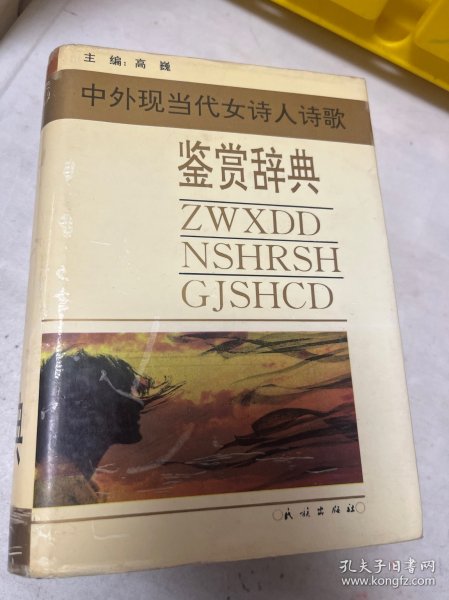 主编:高巍
中外现当代女诗人诗歌
鉴赏辞典
ZWXDD
NSHRSH
GJSHCD
民族出版社
典
孔夫子旧书网
www.kongfz.com